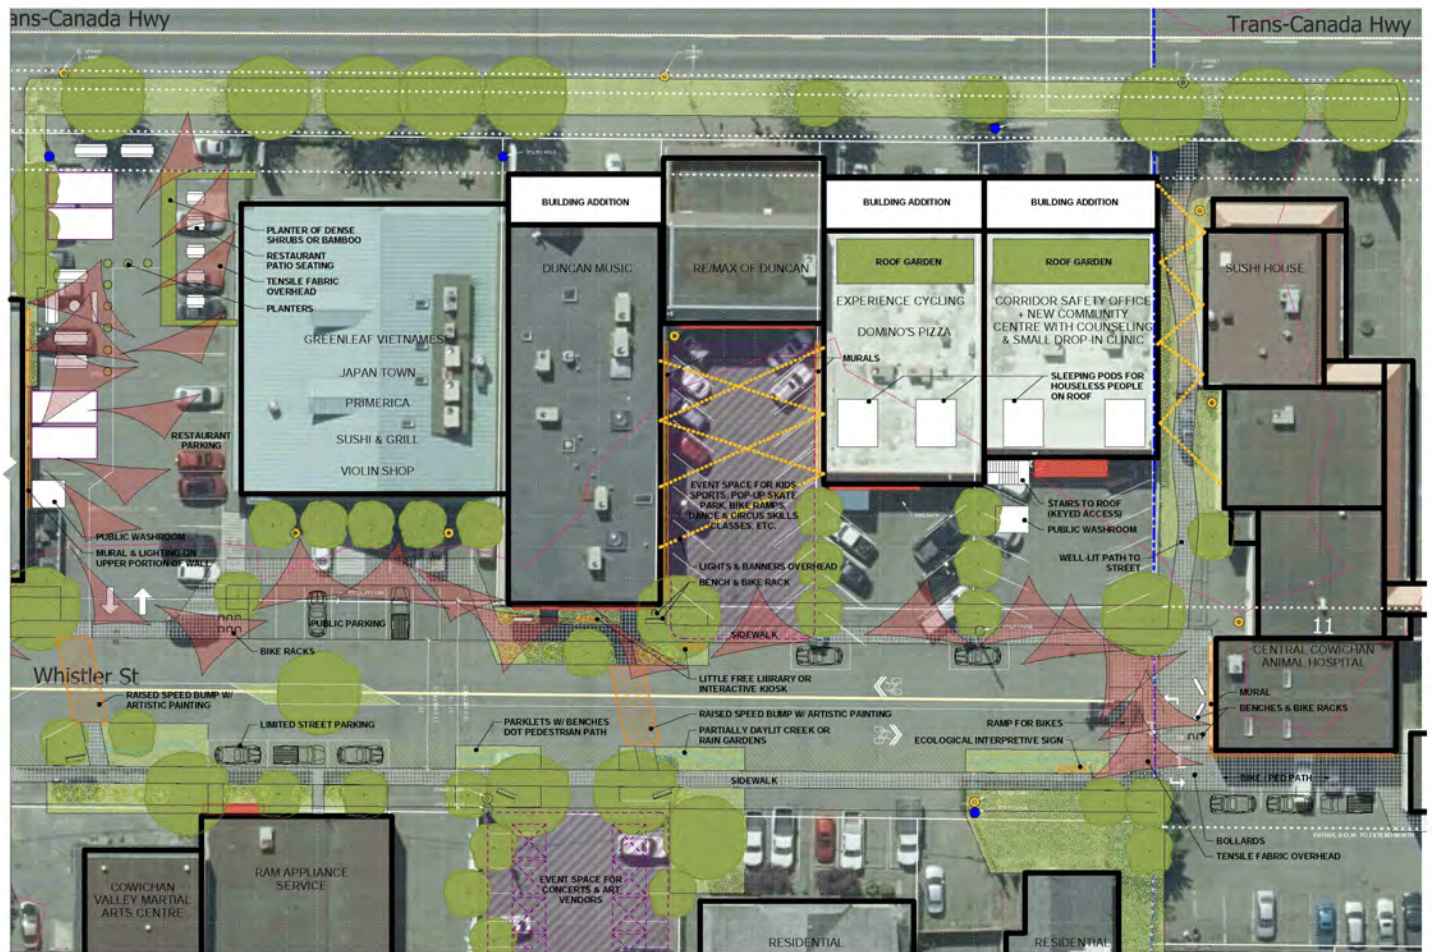 ans-Canada Hwy
Trans-Canada Hwy
STREET
LAMP
STREET
LAMP
BUILDING ADDITION
BUILDING ADDITION
BUILDING ADDITION
PLANTER OF DENSE
SHRUBS OR BAMBOO
RESTAURANT
PATIO SEATING
TENSILE FABRIC
OVERHEAD
PLANTERS
DUNCAN MUSIC
RE/MAX OF DUNCAN
ROOF GARDEN
ROOF GARDEN
SUSHI HOUSE
EXPERIENCE CYCLING
DOMINO'S PIZZA
CORRIDOR SAFETY OFFICE
+ NEW COMMUNITY
CENTRE WITH COUNSELING
& SMALL DROP-IN CLINIC
GREENLEAF VIETNAMESE
JAPAN TOWN
PRIMERICA
SUSHI & GRILL
VIOLIN SHOP
MURALS
SLEEPING PODS FOR
HOUSELESS PEOPLE
ON ROOF
RESTAURANT
PARKING
EVENT SPACE FOR KIDS
SPORTS, POP-UP SKATE
PARK, BIKE RAMPS,
DANCE & CIRCUS SKILLS
CLASSES, ETC.
STAIRS TO ROOF
(KEYED ACCESS)
PUBLIC WASHROOM
WELL-LIT PATH TO
STREET
PUBLIC WASHROOM
MURAL & LIGHTING ON
UPPER PORTION OF WALL
LIGHTS & BANNERS OVERHEAD
BENCH & BIKE RACK
PUBLIC PARKING
SIDEWALK
BIKE RACKS
11
CENTRAL COWICHAN
ANIMAL HOSPITAL
Whistler St
LITTLE FREE LIBRARY OR
INTERACTIVE KIOSK
RAISED SPEED BUMP W/
ARTISTIC PAINTING
MURAL
BENCHES & BIKE RACKS
LIMITED STREET PARKING
PARKLETS W/ BENCHES
DOT PEDESTRIAN PATH
RAISED SPEED BUMP W/ ARTISTIC PAINTING
PARTIALLY DAYLIT CREEK OR
RAIN GARDENS
RAMP FOR BIKES
ECOLOGICAL INTERPRETIVE SIGN
SIDEWALK
BIKE / PED PATH
BOLLARDS
TENSILE FABRIC OVERHEAD
COWICHAN
VALLEY MARTIAL
ARTS CENTRE
RAM APPLIANCE
SERVICE
EVENT SPACE FOR
CONCERTS & ART
VENDORS
RESIDENTIAL
RESIDENTIAL